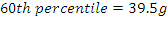 60th percentile = 39.5g